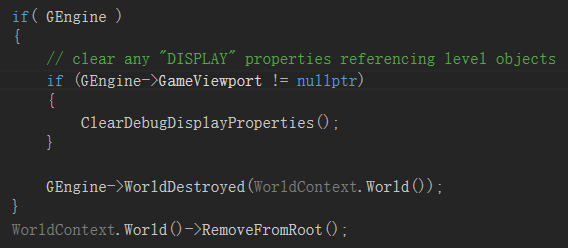 if( GEngine )
{
// clear any "DISPLAY" properties referencing level objects
if (GEngine->GameViewport != nullptr)
{
ClearDebugDisplayProperties();
}
GEngine->WorldDestroyed(WorldContext.World());
}
WorldContext.World()->RemoveFromRoot();